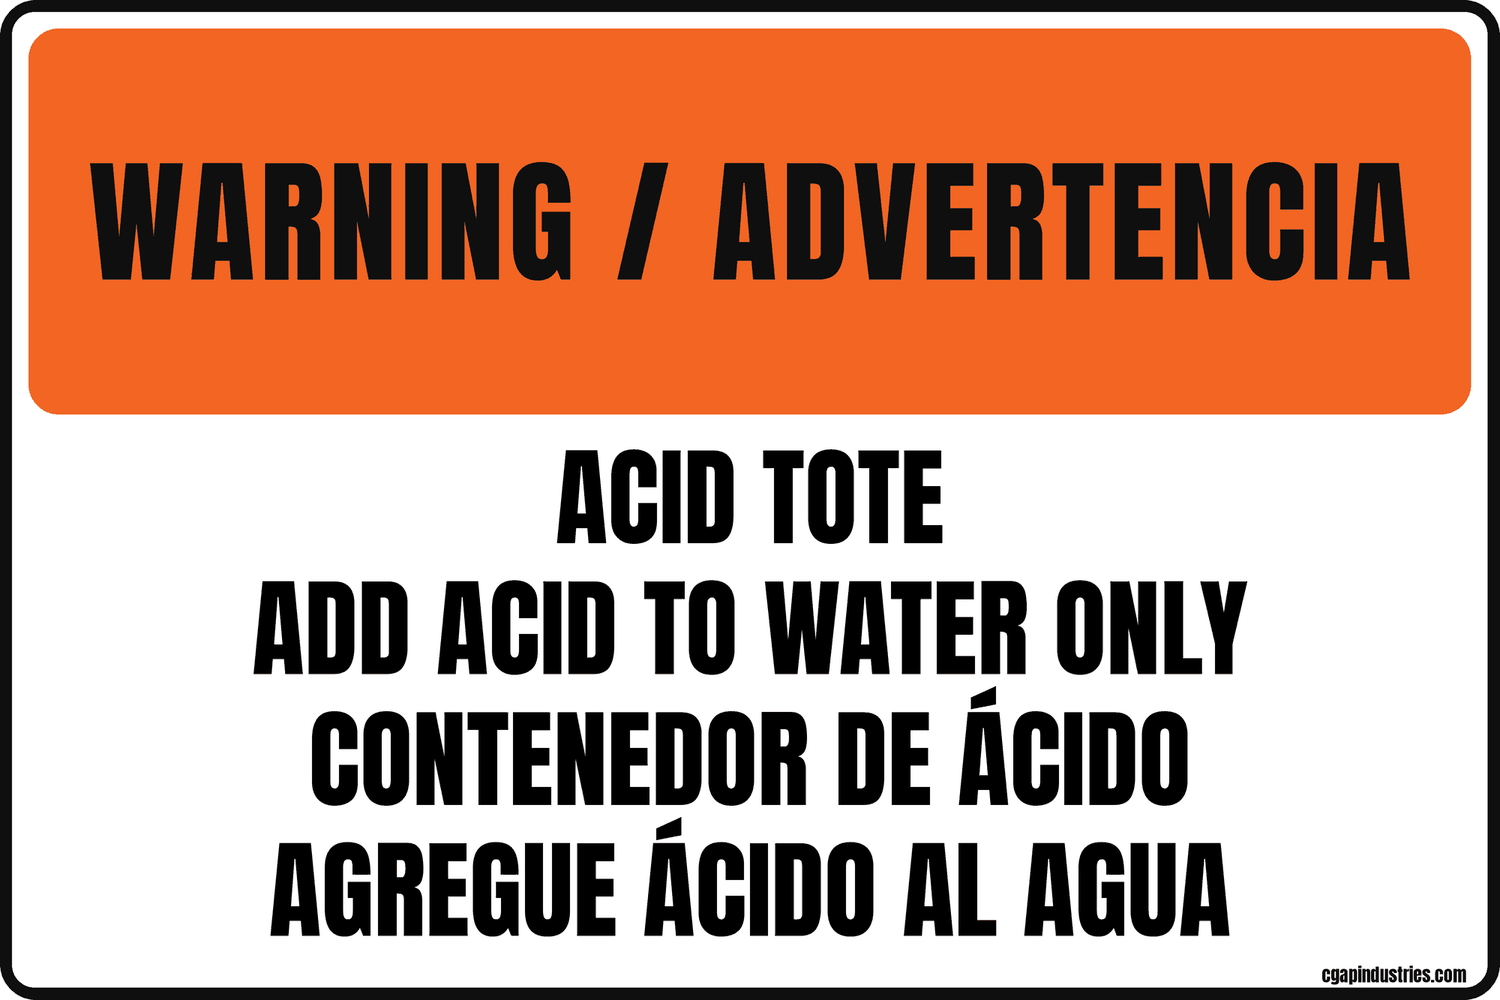 WARNING / ADVERTENCIA
ACID TOTE
ADD ACID TO WATER ONLY
CONTENEDOR DE ÁCIDO
AGREGUE ÁCIDO AL AGUA
cgapindustries.com